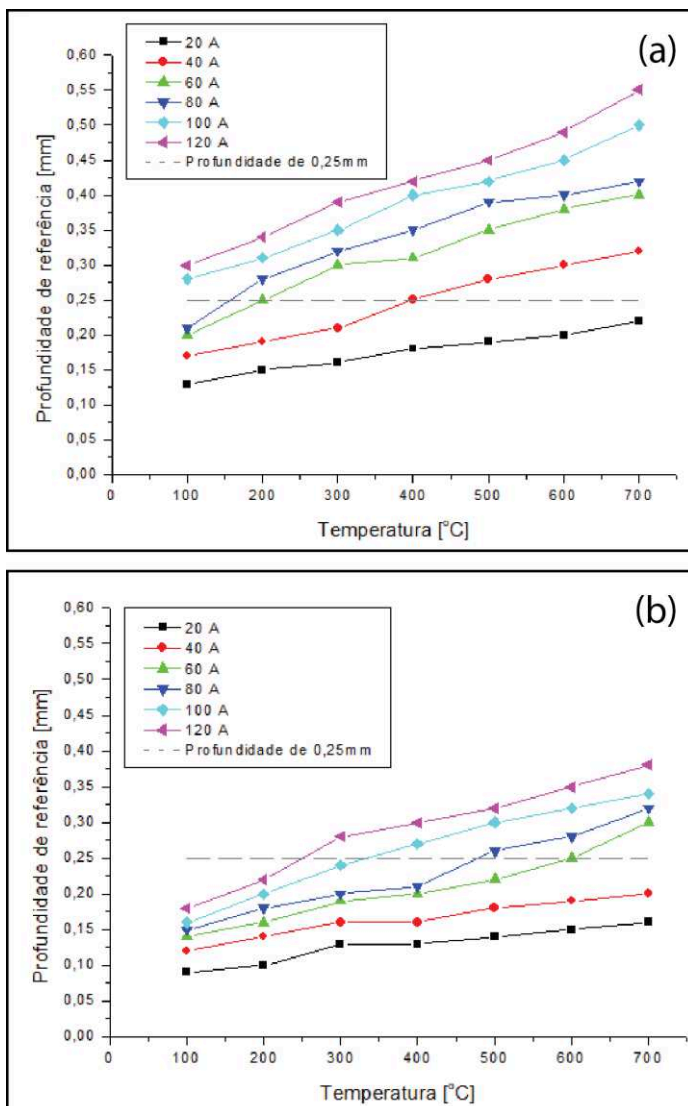 (a)
20 A
40 A
60 A
80 A
100 A
120 A
Profundidade de 0,25mm
0,60
0,55
0,50
0,45
0,40
0,35
0,30
0,25
0,20
0,15
0,10
0,05
0,00
Profundidade de referência [mm]
0 100 200 300 400 500 600 700
Temperatura [°C]
(b)
20 A
40 A
60 A
80 A
100 A
120 A
Profundidade de 0,25mm
0,60
0,55
0,50
0,45
0,40
0,35
0,30
0,25
0,20
0,15
0,10
0,05
0,00
Profundidade de referência [mm]
0 100 200 300 400 500 600 700
Temperatura [°C]